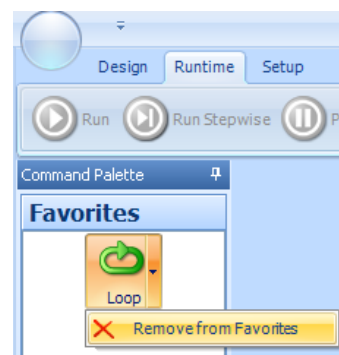 Design Runtime Setup
Run Run Stepwise P
Command Palette
Favorites
Loop
Remove from Favorites